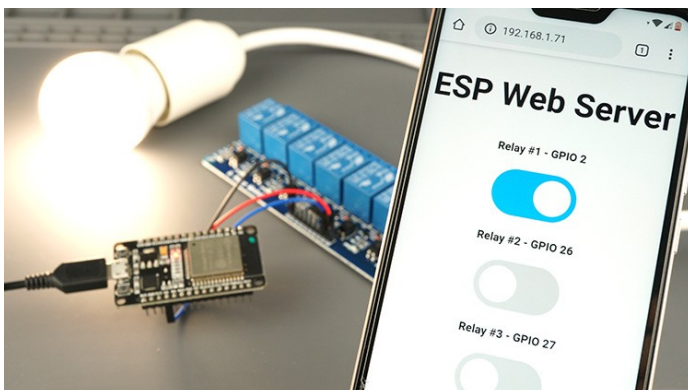 192.168.1.71
1
ESP Web Server
Relay #1 - GPIO 2
Relay #2 - GPIO 26
Relay #3 - GPIO 27